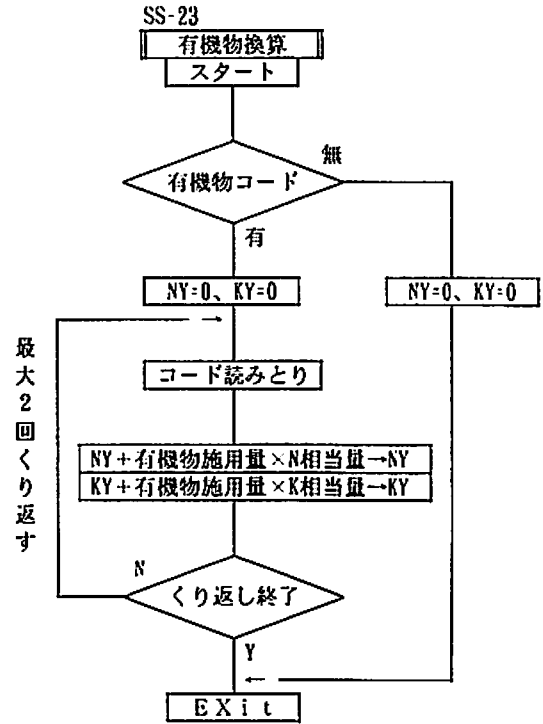 SS-23
有機物換算
スタート
無
有機物コード
有
NY=0、KY=0
NY=0、KY=0
最大2回くり返す
コード読みとり
NY+有機物施用量×N相当量→NY
KY+有機物施用量×K相当量→KY
N
くり返し終了
Y
EXit